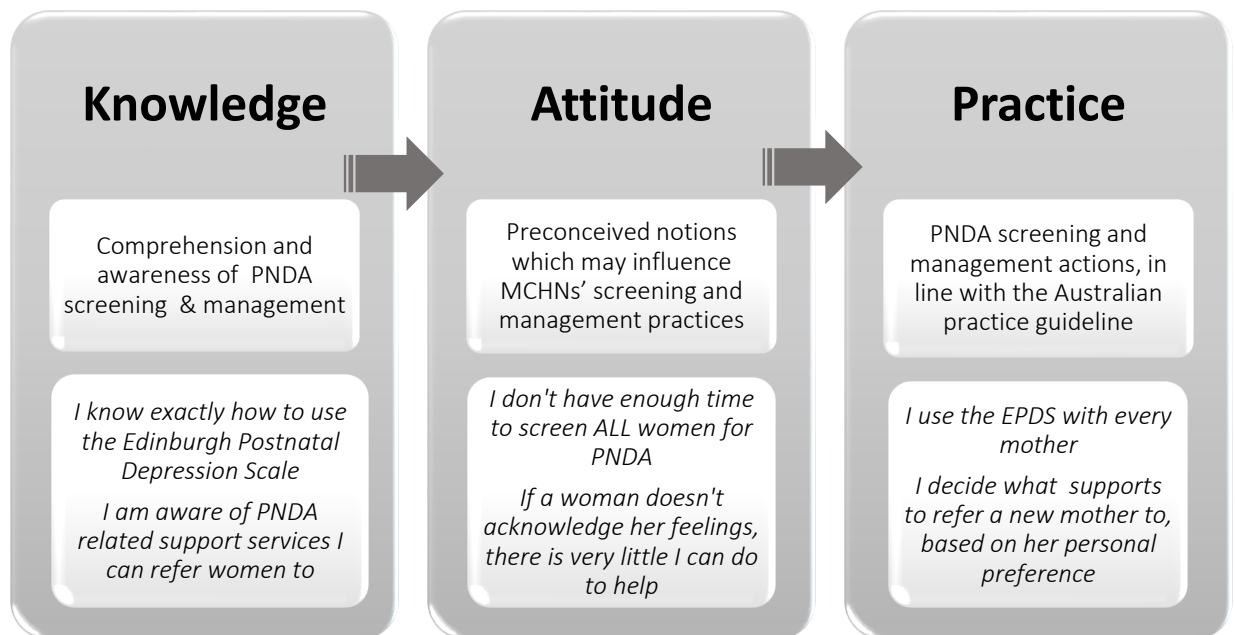 Knowledge
Comprehension and
awareness of PNDA
screening & management
I know exactly how to use
the Edinburgh Postnatal
Depression Scale
I am aware of PNDA
related support services I
can refer women to
Attitude
Preconceived notions
which may influence
MCHNs’ screening and
management practices
I don't have enough time
to screen ALL women for
PNDA
If a woman doesn't
acknowledge her feelings,
there is very little I can do
to help
Practice
PNDA screening and
management actions, in
line with the Australian
practice guideline
I use the EPDS with every
mother
I decide what supports
to refer a new mother to,
based on her personal
preference